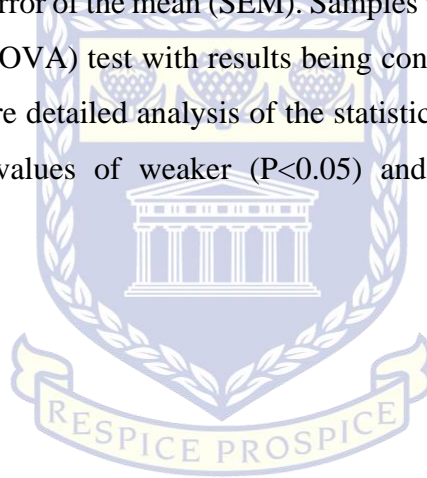 error of the mean (SEM). Samples
OVA) test with results being con
re detailed analysis of the statistic
values of weaker (P<0.05) and
RESPICE PROSPICE